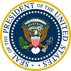 SEAL OF THE PRESIDENT OF THE UNITED STATES